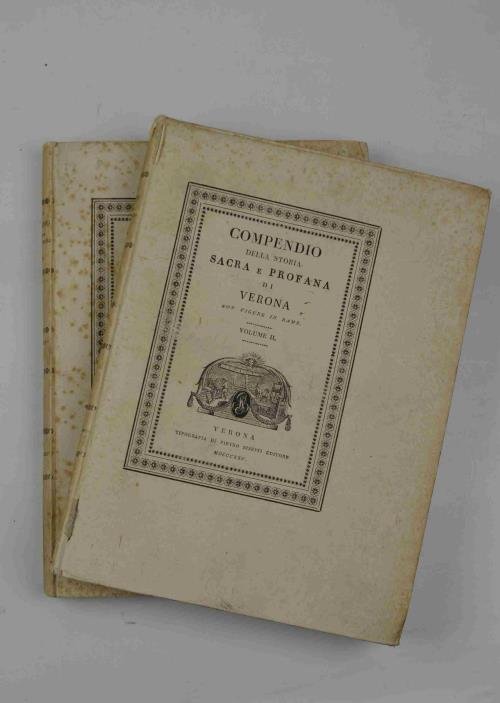 COMPENDIO
DELLA STORIA
SACRA E PROFANA
DI
VERONA
CON FIGURE IN RAME.
VOLUME II.
VERONA
TIPOGRAFIA DI PIETRO BISESTI EDITORE
MDCCCXXV.